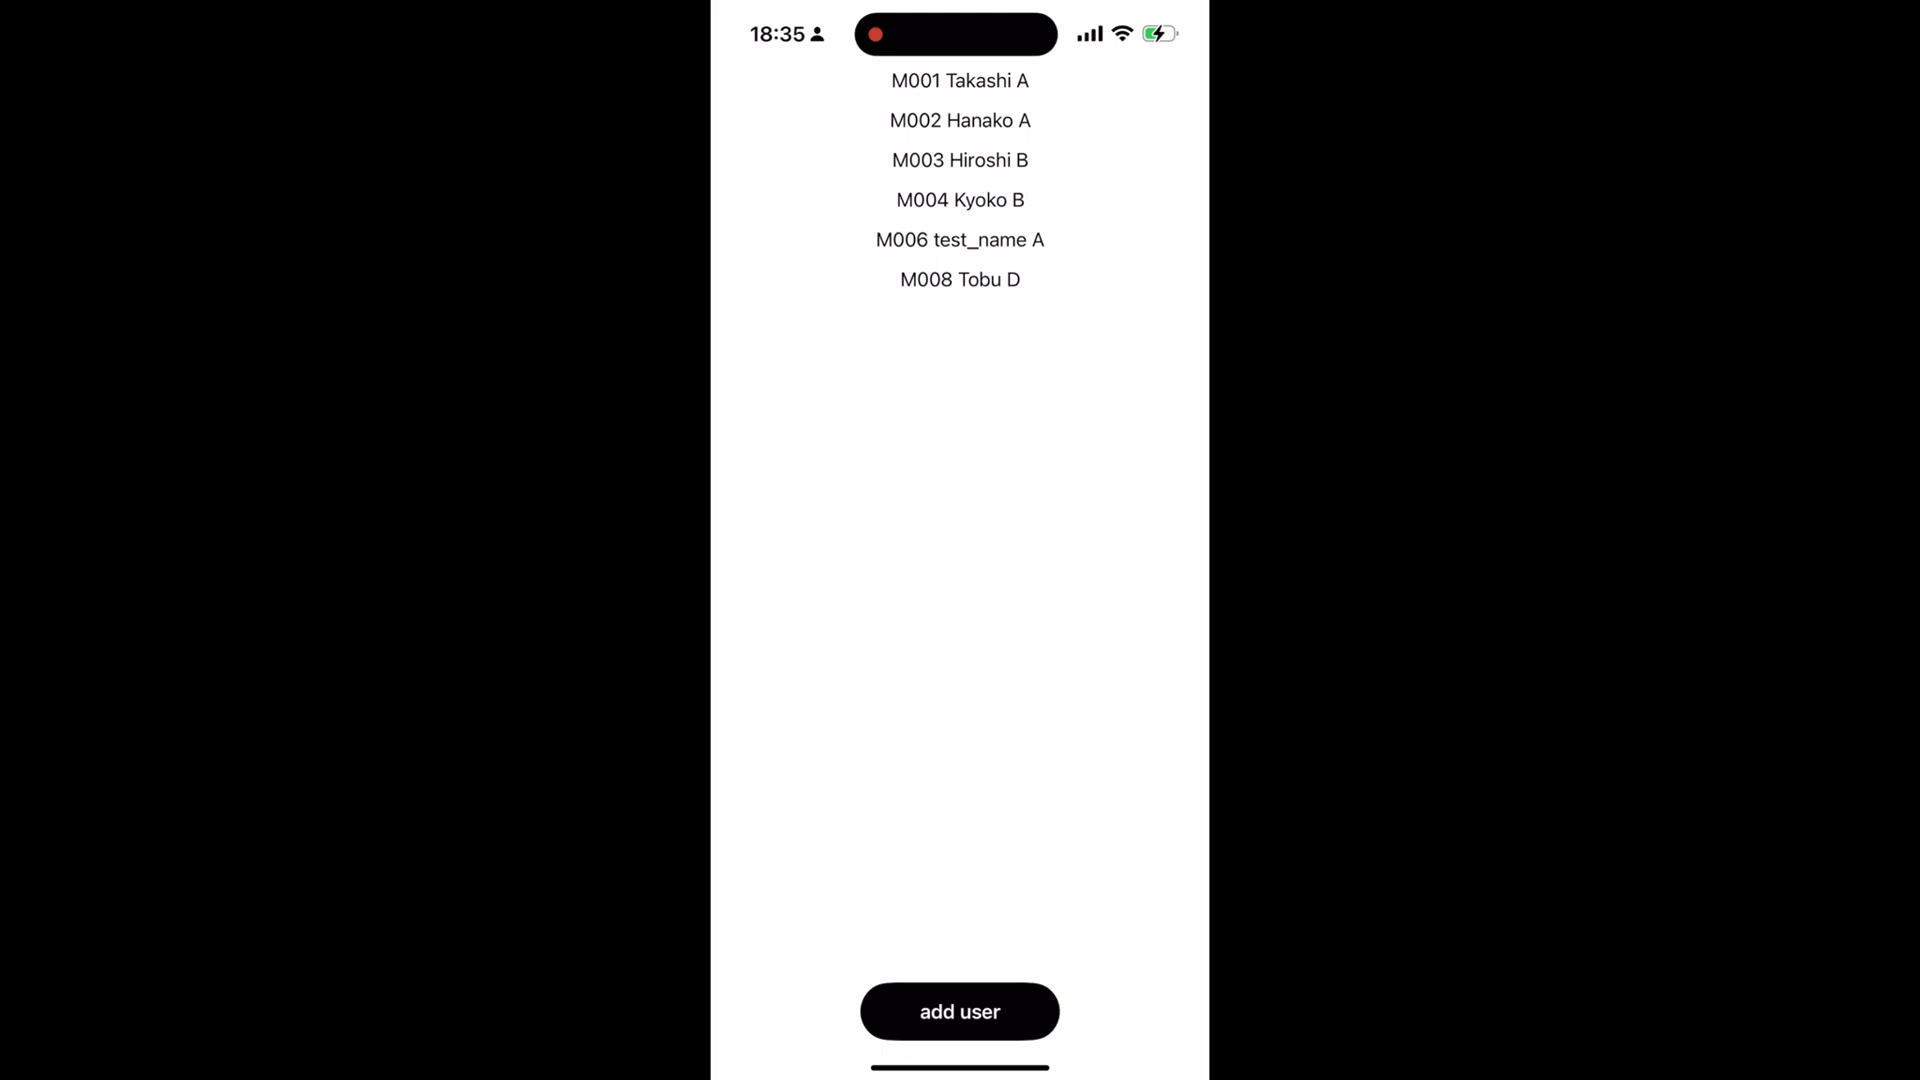 18:35
M001 Takashi A
M002 Hanako A
M003 Hiroshi B
M004 Kyoko B
M006 test_name A
M008 Tobu D
add user